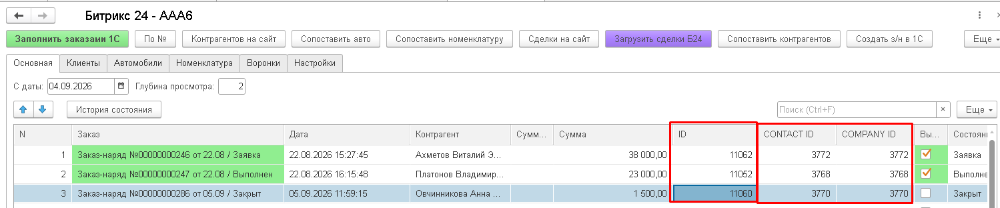 Битрикс 24 - AAA6
Заполнить заказами 1С По № Контрагентов на сайт Сопоставить авто Сопоставить номенклатуру Сделки на сайт Загрузить сделки Б24 Сопоставить контрагентов Создать з/н в 1С Еще
Основная Клиенты Автомобили Номенклатура Воронки Настройки
С даты: 04.09.2026 Глубина просмотра: 2
История состояния Поиск (Ctrl+F) × Еще
N Заказ Дата Контрагент Сумм... Сумма ID CONTACT ID COMPANY ID Вы... Состоян
1 Заказ-наряд №00000000246 от 22.08 / Заявка 22.08.2026 15:27:45 Ахметов Виталий Э... 38 000,00 11062 3772 3772 Заявка
2 Заказ-наряд №00000000247 от 22.08 / Выполнен 22.08.2026 16:15:48 Платонов Владимир... 23 000,00 11052 3768 3768 Выполне
3 Заказ-наряд №00000000286 от 05.09 / Закрыт 05.09.2026 11:59:15 Овчинникова Анна ... 1 500,00 11060 3770 3770 Закрыт